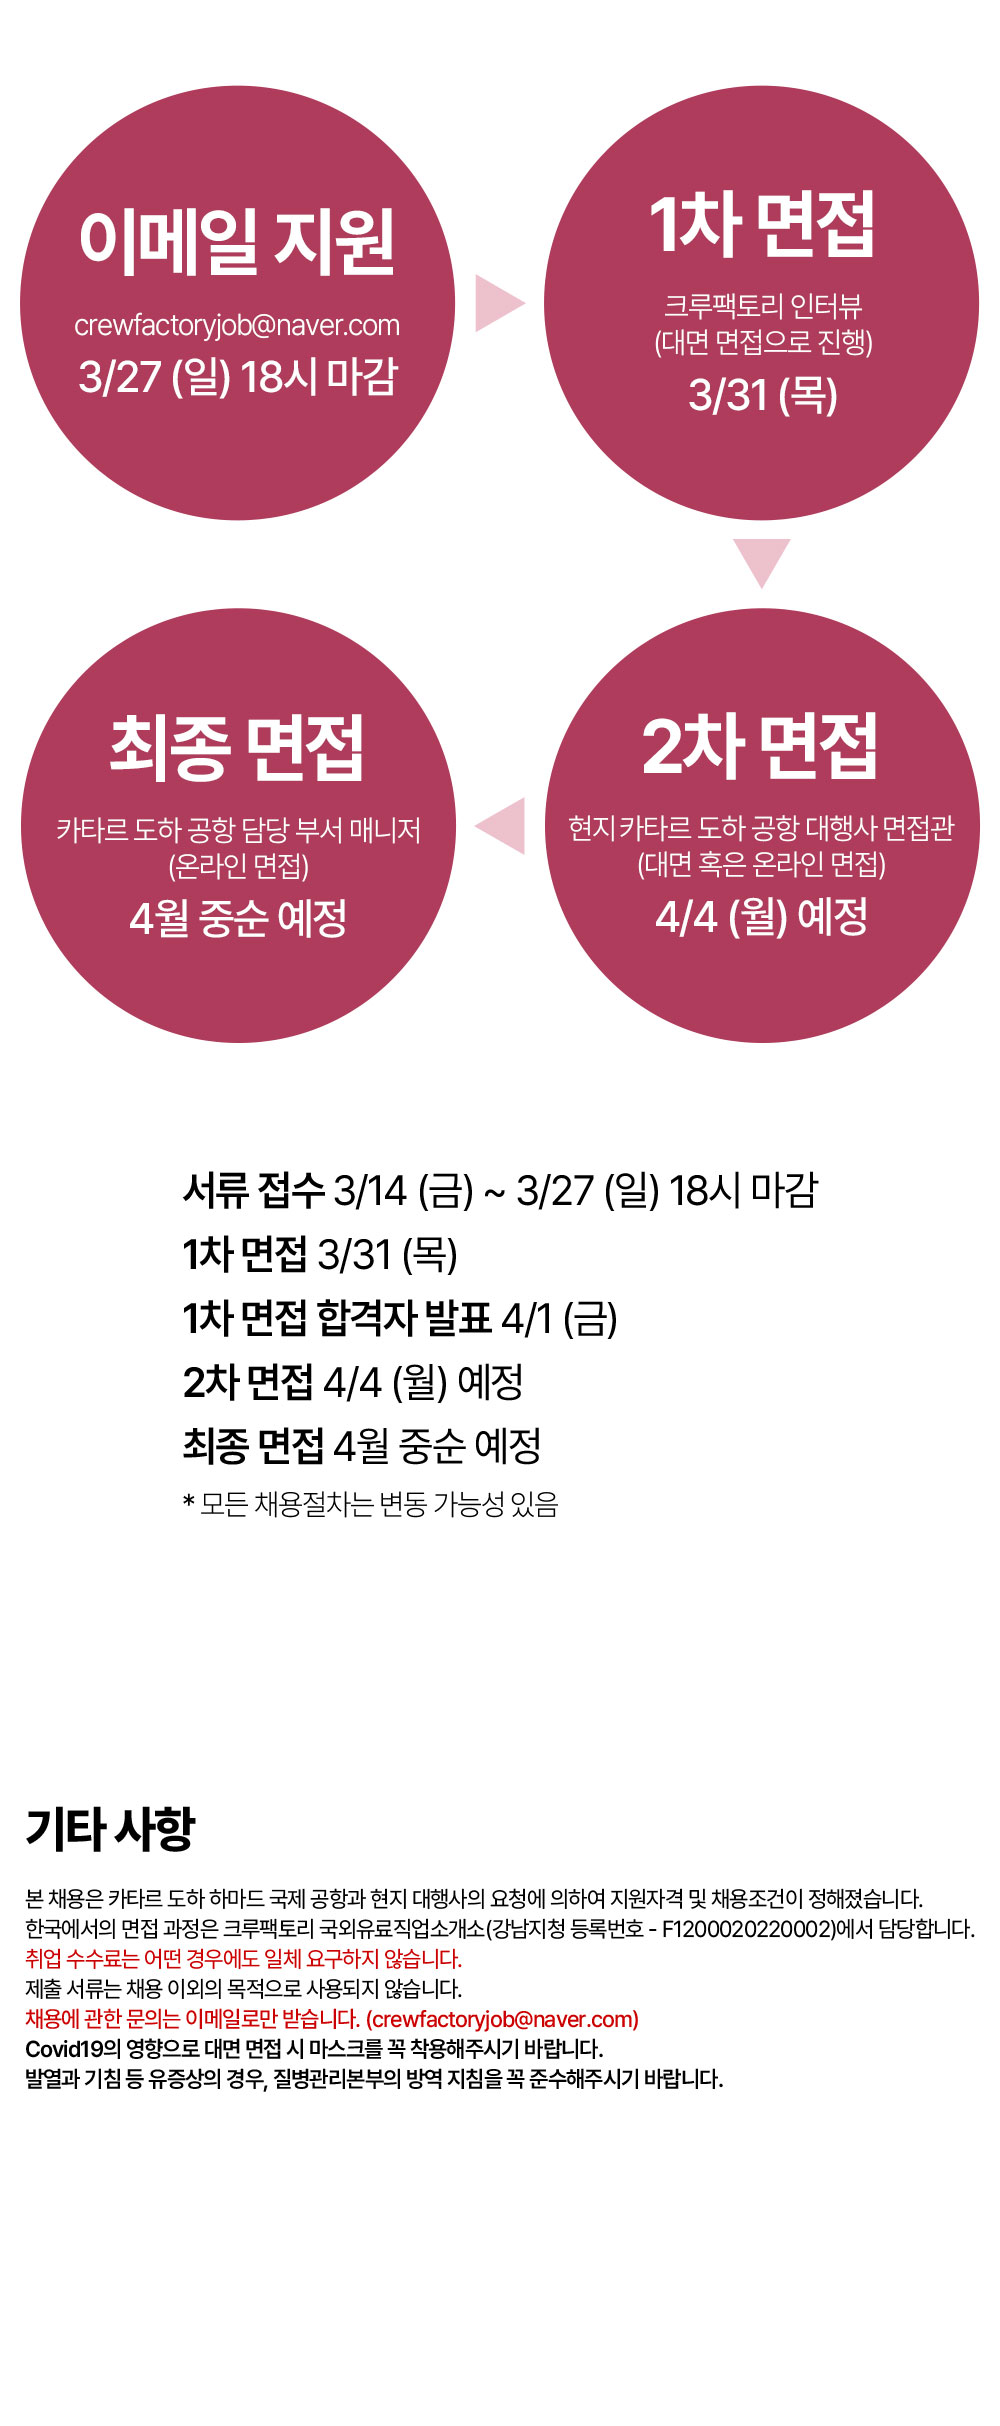 이메일 지원
crewfactoryjob@naver.com
3/27 (일) 18시 마감
1차 면접
크루팩토리 인터뷰
(대면 면접으로 진행)
3/31 (목)
2차 면접
현지 카타르 도하 공항 대행사 면접관
(대면 혹은 온라인 면접)
4/4 (월) 예정
최종 면접
카타르 도하 공항 담당 부서 매니저
(온라인 면접)
4월 중순 예정
서류 접수 3/14 (금) ~ 3/27 (일) 18시 마감
1차 면접 3/31 (목)
1차 면접 합격자 발표 4/1 (금)
2차 면접 4/4 (월) 예정
최종 면접 4월 중순 예정
* 모든 채용절차는 변동 가능성 있음
기타 사항
본 채용은 카타르 도하 하마드 국제 공항과 현지 대행사의 요청에 의하여 지원자격 및 채용조건이 정해졌습니다.
한국에서의 면접 과정은 크루팩토리 국외유료직업소개소(강남지청 등록번호 - F1200020220002)에서 담당합니다.
취업 수수료는 어떤 경우에도 일체 요구하지 않습니다.
제출 서류는 채용 이외의 목적으로 사용되지 않습니다.
채용에 관한 문의는 이메일로만 받습니다. (crewfactoryjob@naver.com)
Covid19의 영향으로 대면 면접 시 마스크를 꼭 착용해주시기 바랍니다.
발열과 기침 등 유증상의 경우, 질병관리본부의 방역 지침을 꼭 준수해주시기 바랍니다.